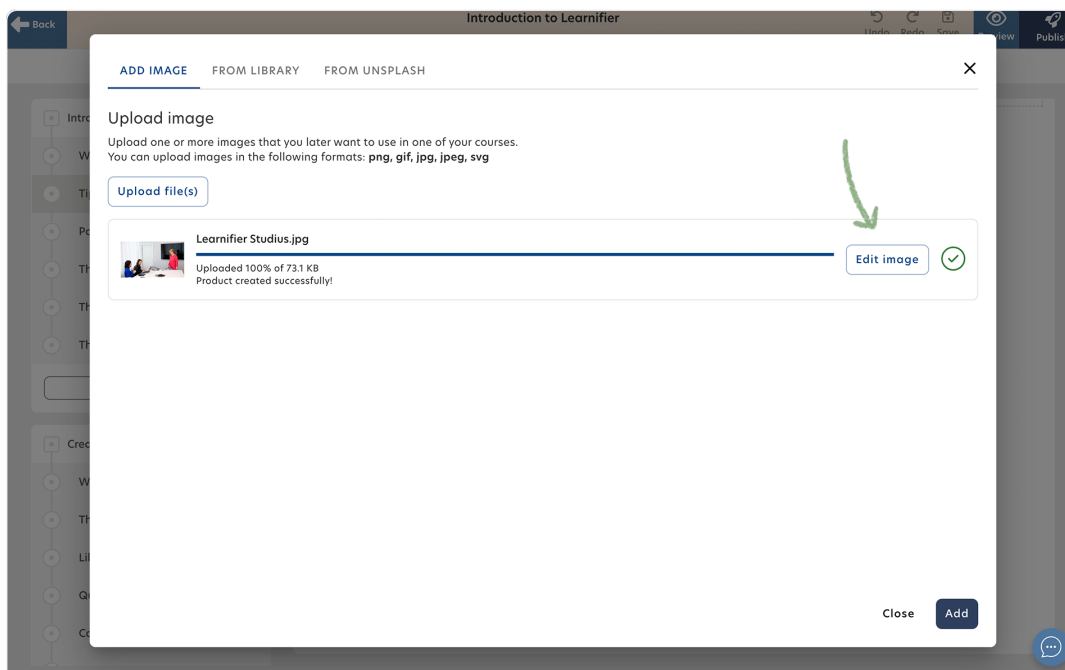 Back
Introduction to Learnifier
Undo Redo Save
ADD IMAGE FROM LIBRARY FROM UNSPLASH
Upload image
Upload one or more images that you later want to use in one of your courses.
You can upload images in the following formats: png, gif, jpg, jpeg, svg
Upload file(s)
Learnifier Studius.jpg
Uploaded 100% of 73.1 KB
Product created successfully!
Edit image
Close
Add